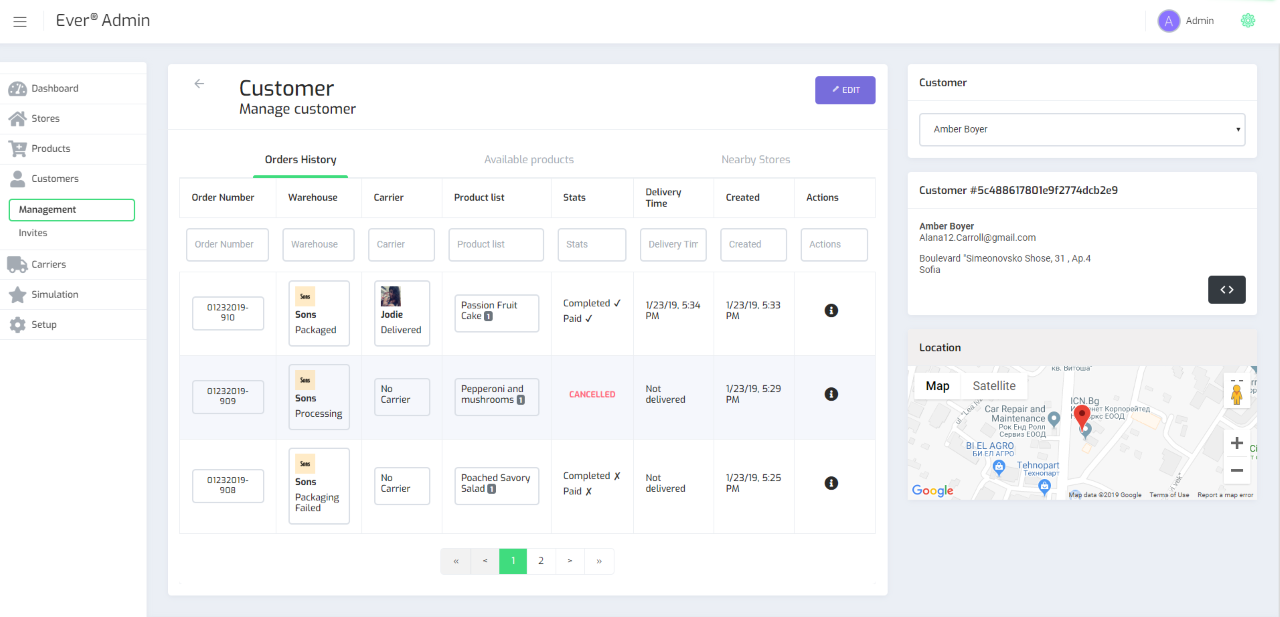 Ever® Admin
A
Admin
Dashboard
Stores
Products
Customers
Management
Invites
Carriers
Simulation
Setup
Customer
Manage customer
EDIT
Orders History
Available products
Nearby Stores
Order Number
Warehouse
Carrier
Product list
Stats
Delivery
Time
Created
Actions
Order Number
Warehouse
Carrier
Product list
Stats
Delivery Tim
Created
Actions
01232019-
910
Sons
Sons
Packaged
Jodie
Delivered
Passion Fruit
Cake 1
Completed ✓
Paid ✓
1/23/19, 5:34
PM
1/23/19, 5:33
PM
01232019-
909
Sons
Sons
Processing
No
Carrier
Pepperoni and
mushrooms 1
CANCELLED
Not
delivered
1/23/19, 5:29
PM
01232019-
908
Sons
Sons
Packaging
Failed
No
Carrier
Poached Savory
Salad 1
Completed ✗
Paid ✗
Not
delivered
1/23/19, 5:25
PM
« < 1 2 > »
Customer
Amber Boyer
Customer #5c488617801e9f2774dcb2e9
Amber Boyer
Alana12.Carroll@gmail.com
Boulevard "Simeonovsko Shose, 31 , Ap.4
Sofia
<>
Location
Map
Satellite
кв. Витоша
ICN.Bg
Car Repair and
Maintenance
Рок Енд Ролл
Сервиз ЕООД
BI EL AGRO
БИ ЕЛ АГРО
Tehnopart
Технопарт
+
−
Google
Map data ©2019 Google
Terms of Use
Report a map error